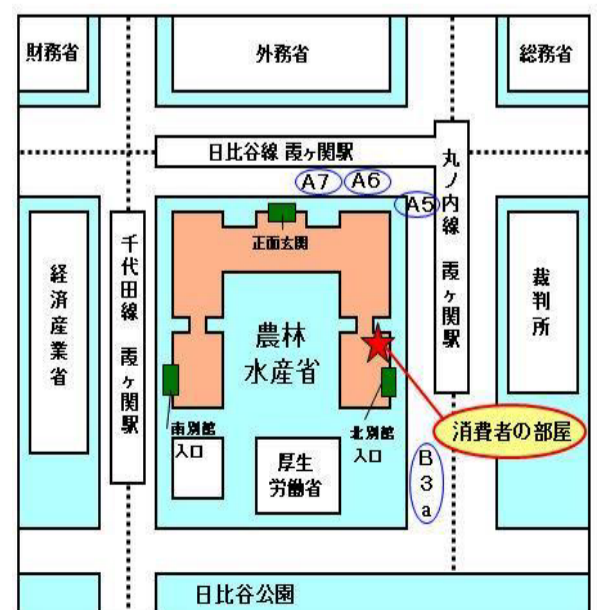 財務省
外務省
総務省
日比谷線 霞ヶ関駅
A7
A6
A5
丸ノ内線 霞ヶ関駅
正面玄関
千代田線 霞ヶ関駅
経済産業省
農林
水産省
裁判所
消費者の部屋
南別館
入口
北別館
入口
厚生
労働省
B3a
日比谷公園